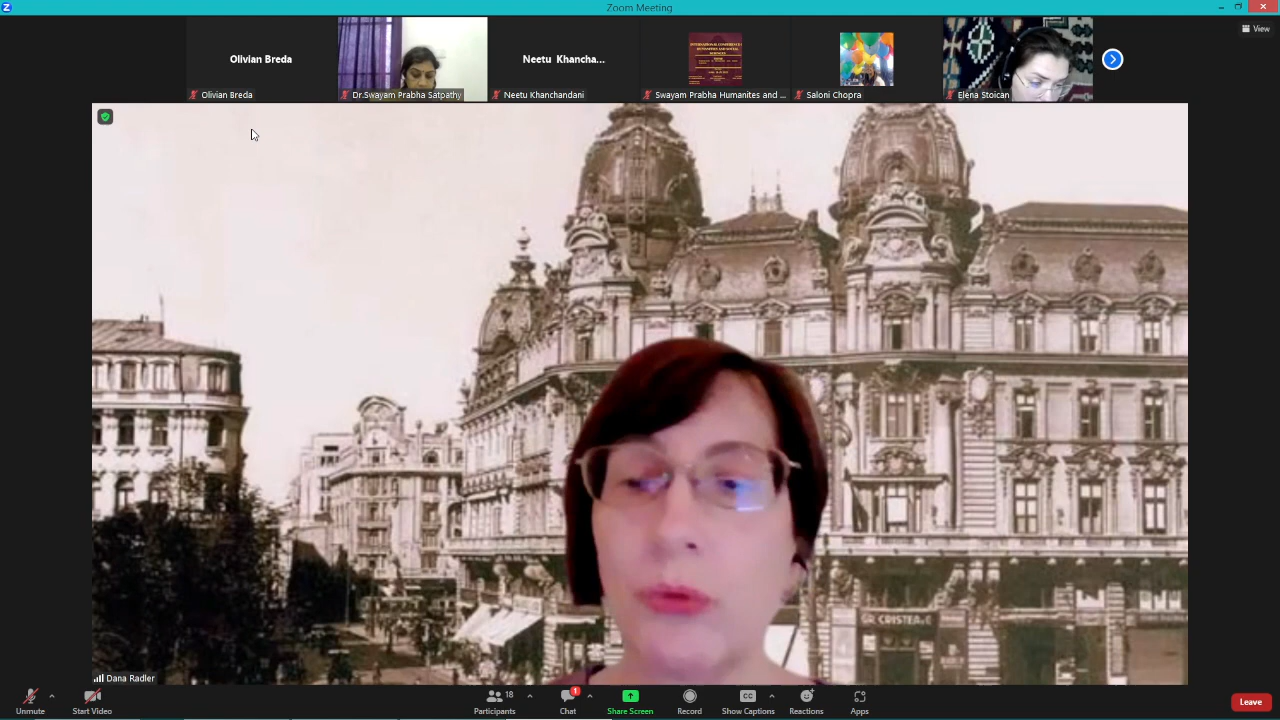 Zoom Meeting
View
Olivian Breda
Neetu Khancha...
INTERNATIONAL CONFERENCE
Olivian Breda
Dr.Swayam Prabha Satpathy
Neetu Khanchandani
Swayam Prabha Humanites and ...
Saloni Chopra
Elena Stoican
GR. CRISTEA
Dana Radler
Unmute
Start Video
18
Participants
1
Chat
Share Screen
Record
CC
Show Captions
Reactions
Apps
Leave